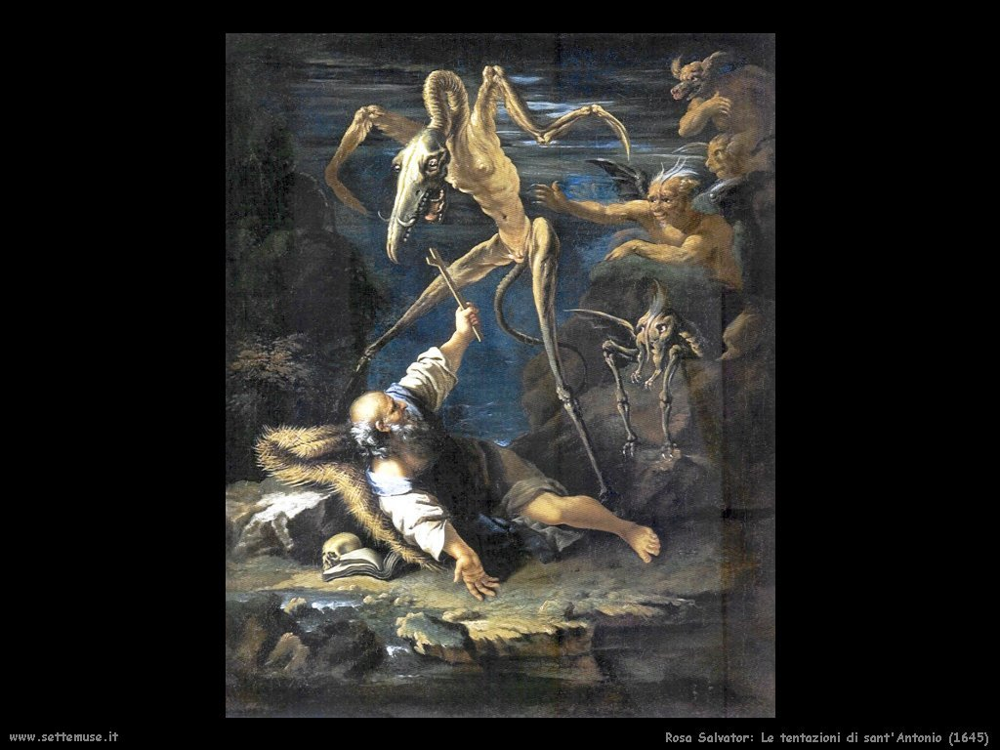 www.settemuse.it
Rosa Salvator: Le tentazioni di sant'Antonio (1645)